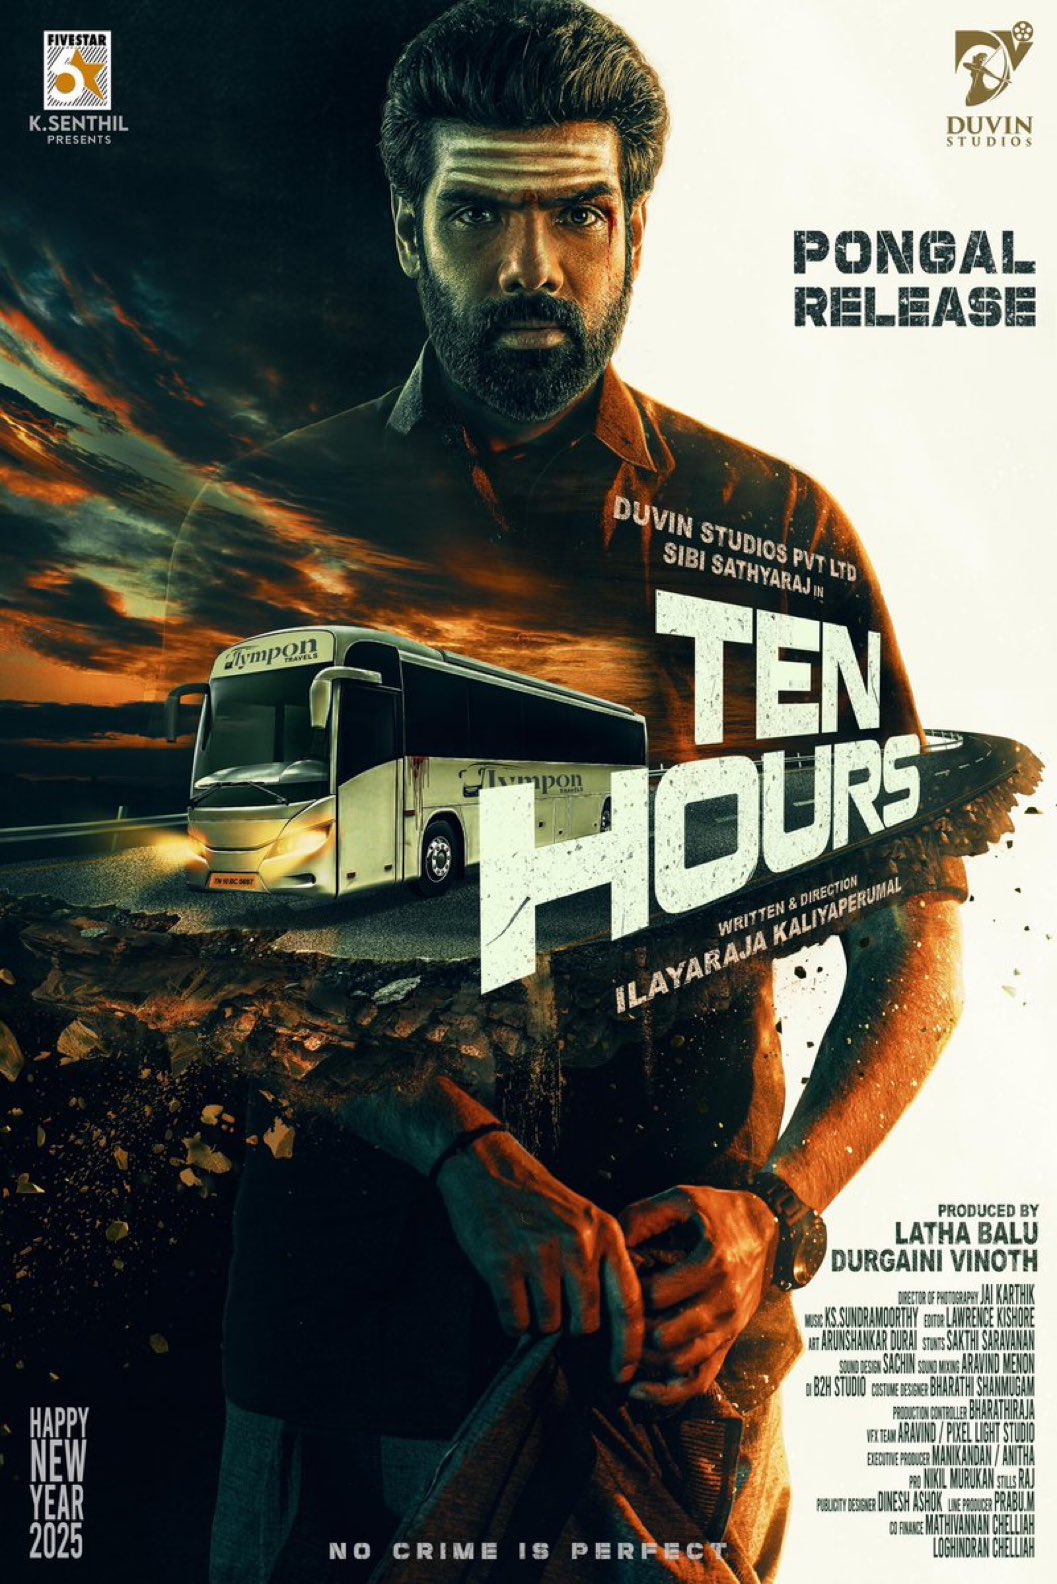 FIVESTAR
K.SENTHIL
PRESENTS
DUVIN
STUDIOS
PONGAL
RELEASE
DUVIN STUDIOS PVT LTD
SIBI SATHYARAJ IN
TEN
HOURS
WRITTEN & DIRECTION
ILAYARAJA KALIYAPERUMAL
Tympon
TRAVELS
Tympon
TRAVELS
PRODUCED BY
LATHA BALU
DURGAINI VINOTH
DIRECTOR OF PHOTOGRAPHY JAI KARTHIK
MUSIC KS.SUNDRAMOORTHY EDITOR LAWRENCE KISHORE
ART ARUNSHANKAR DURAI STUNTS SAKTHI SARAVANAN
SOUND DESIGN SACHIN SOUND MIXING ARAVIND MENON
DI B2H STUDIO COSTUME DESIGNER BHARATHI SHANMUGAM
PRODUCTION CONTROLLER BHARATHIRAJA
VFX TEAM ARAVIND / PIXEL LIGHT STUDIO
EXECUTIVE PRODUCER MANIKANDAN / ANITHA
PRO NIKIL MURUKAN STILLS RAJ
PUBLICITY DESIGNER DINESH ASHOK LINE PRODUCER PRABU.M
CO FINANCE MATHIVANNAN CHELLIAH
LOGHINDRAN CHELLIAH
HAPPY
NEW
YEAR
2025
NO CRIME IS PERFECT